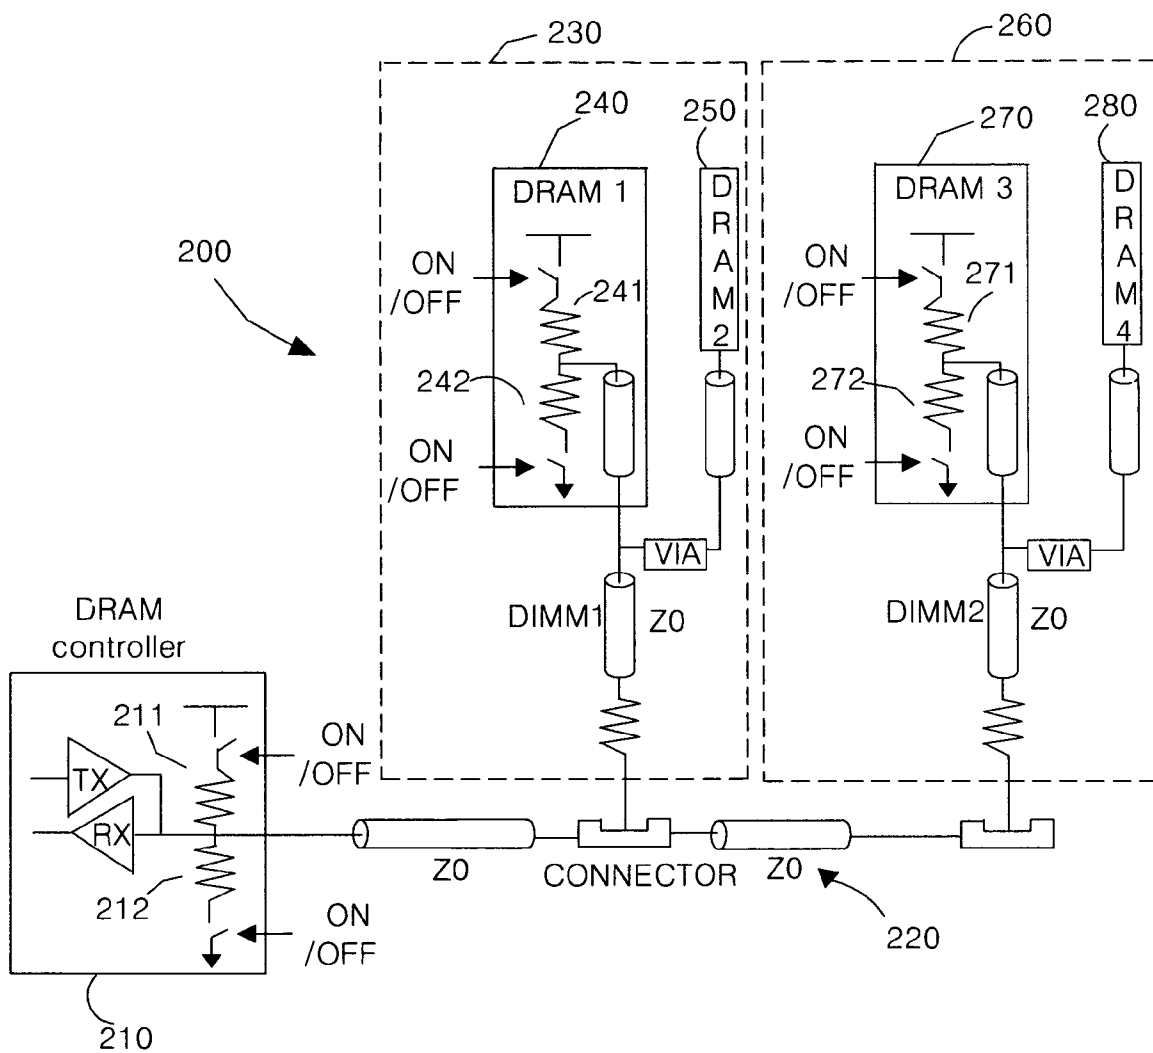 230
260
240
250
270
280
DRAM 1
DRAM2
DRAM 3
DRAM4
200
ON
/OFF
241
ON
/OFF
271
242
272
ON
/OFF
ON
/OFF
VIA
VIA
DIMM1
Z0
DIMM2
Z0
DRAM
controller
211
ON
/OFF
TX
RX
Z0
CONNECTOR
Z0
212
ON
/OFF
220
210